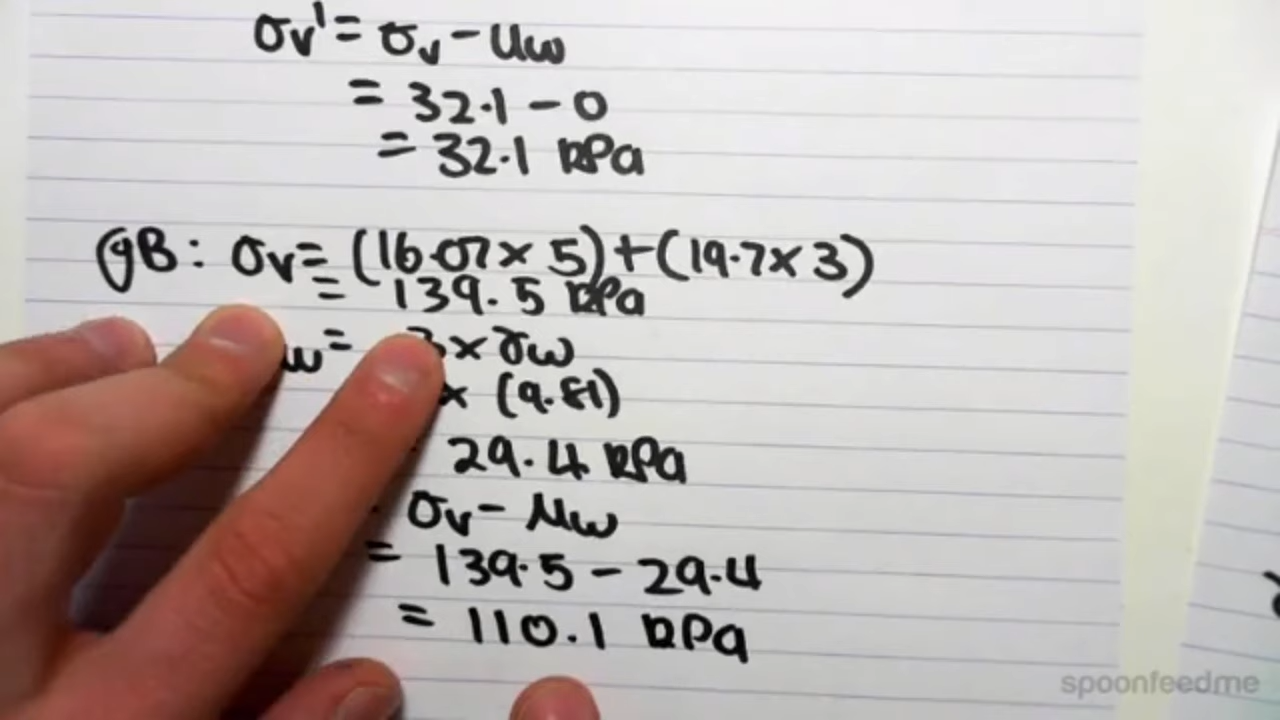 σv' = σv - uw
= 32.1 - 0
= 32.1 kPa
@B: σv = (16.07 × 5) + (19.7 × 3)
= 139.5 kPa
w = 3 × γw
× (9.81)
29.4 kPa
σv - μw
= 139.5 - 29.4
= 110.1 kPa
spoonfeedme